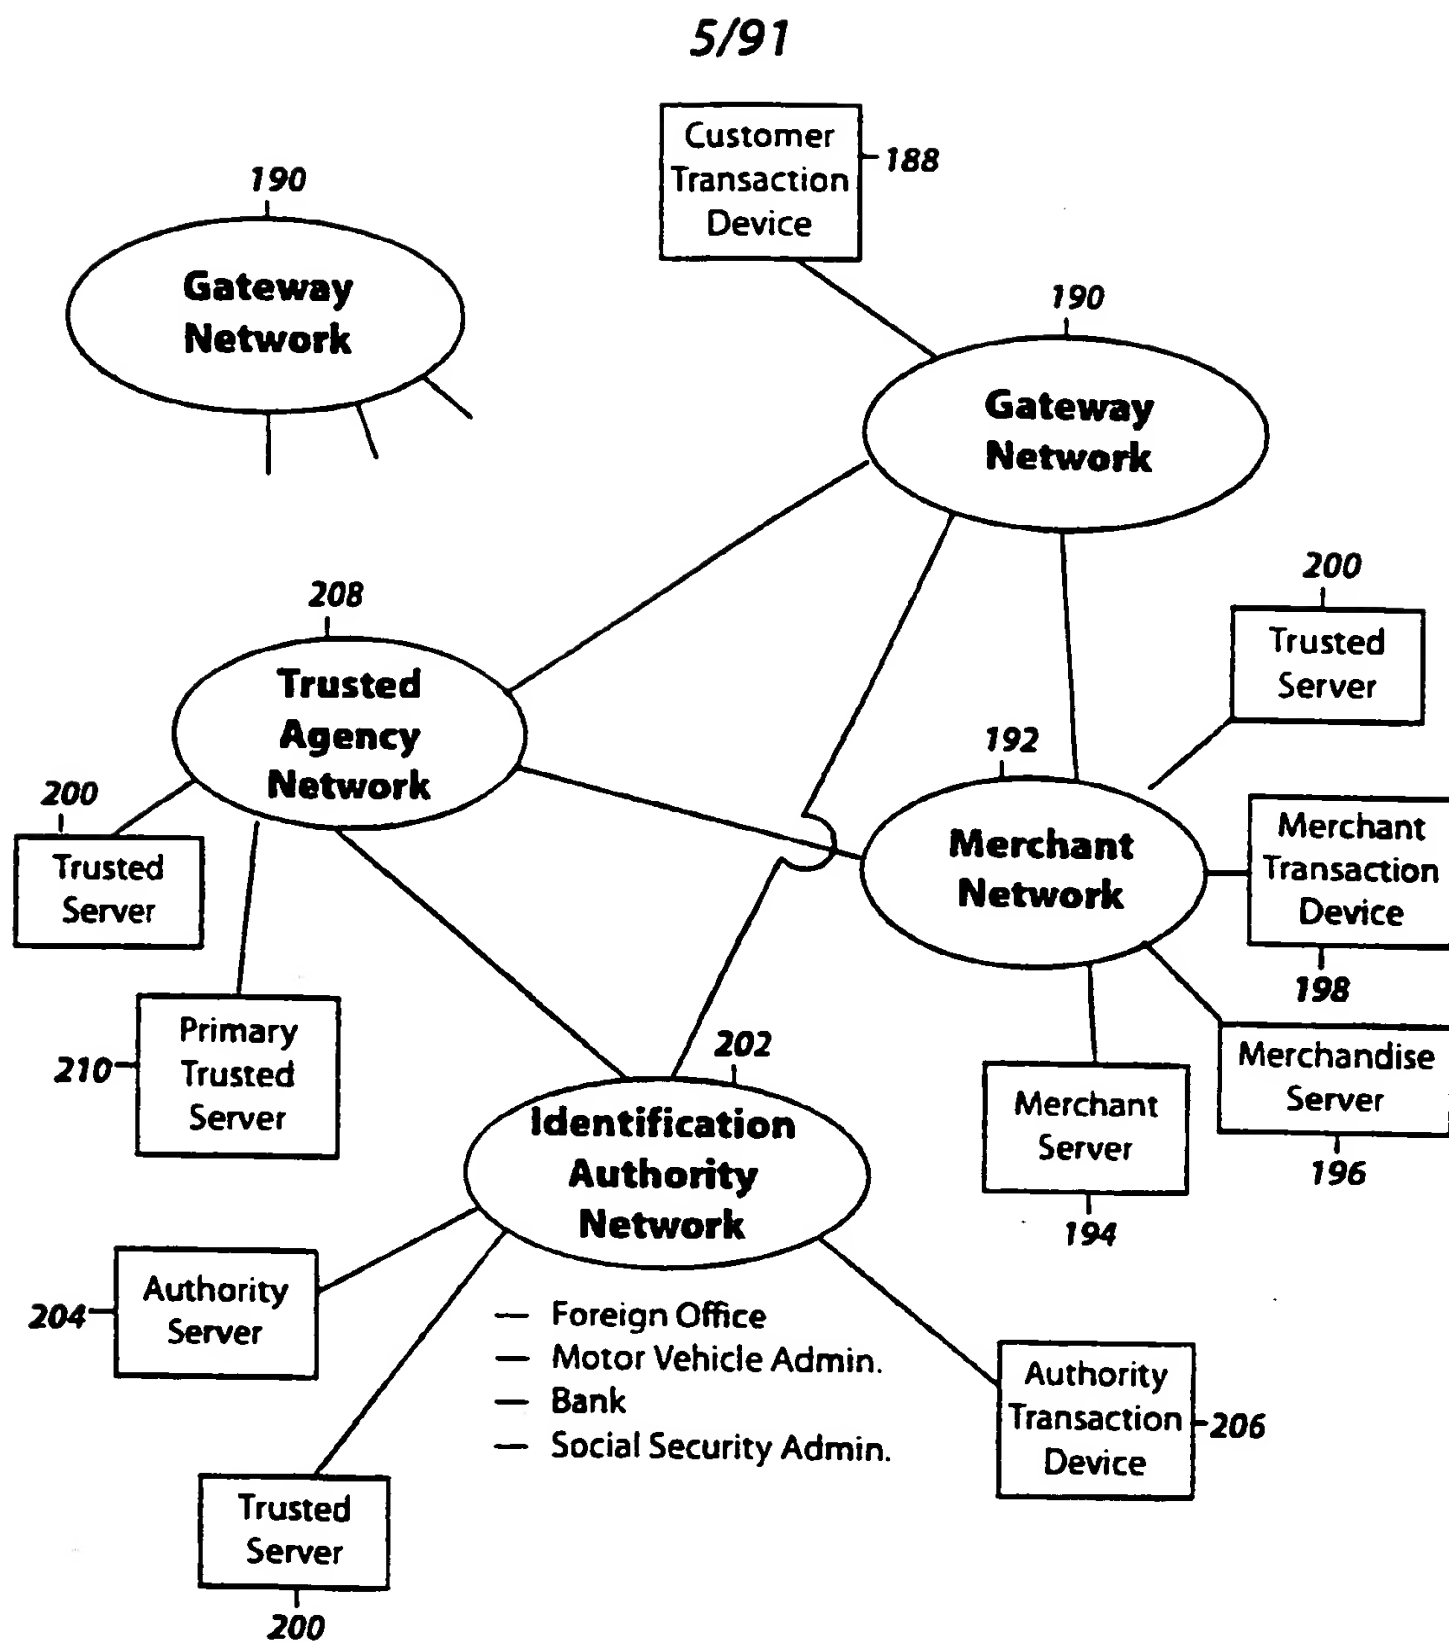 5/91
Customer
Transaction
Device
188
190
Gateway
Network
190
Gateway
Network
200
Trusted
Server
208
Trusted
Agency
Network
192
Merchant
Network
200
Trusted
Server
Merchant
Transaction
Device
198
Primary
Trusted
Server
210
202
Identification
Authority
Network
Merchant
Server
194
Merchandise
Server
196
Authority
Server
204
— Foreign Office
— Motor Vehicle Admin.
— Bank
— Social Security Admin.
Authority
Transaction
Device
206
Trusted
Server
200